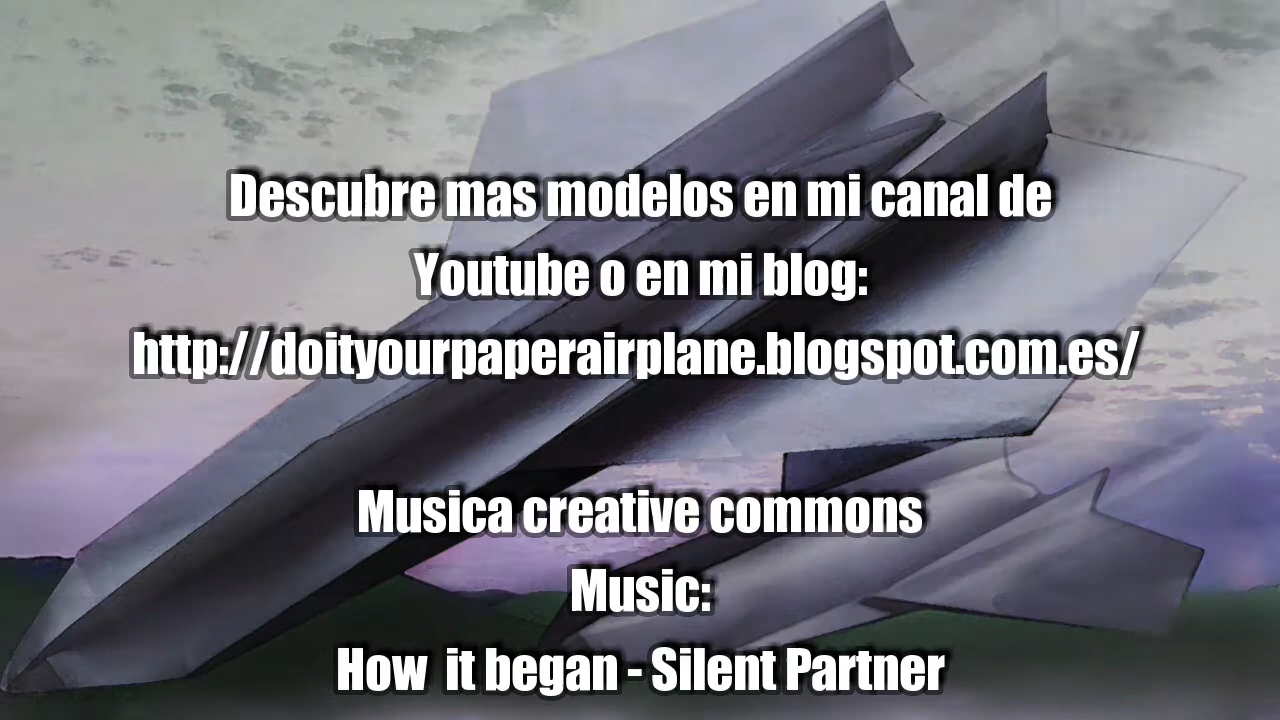 Descubre mas modelos en mi canal de
Youtube o en mi blog:
http://doityourpaperairplane.blogspot.com.es/
Musica creative commons
Music:
How it began - Silent Partner